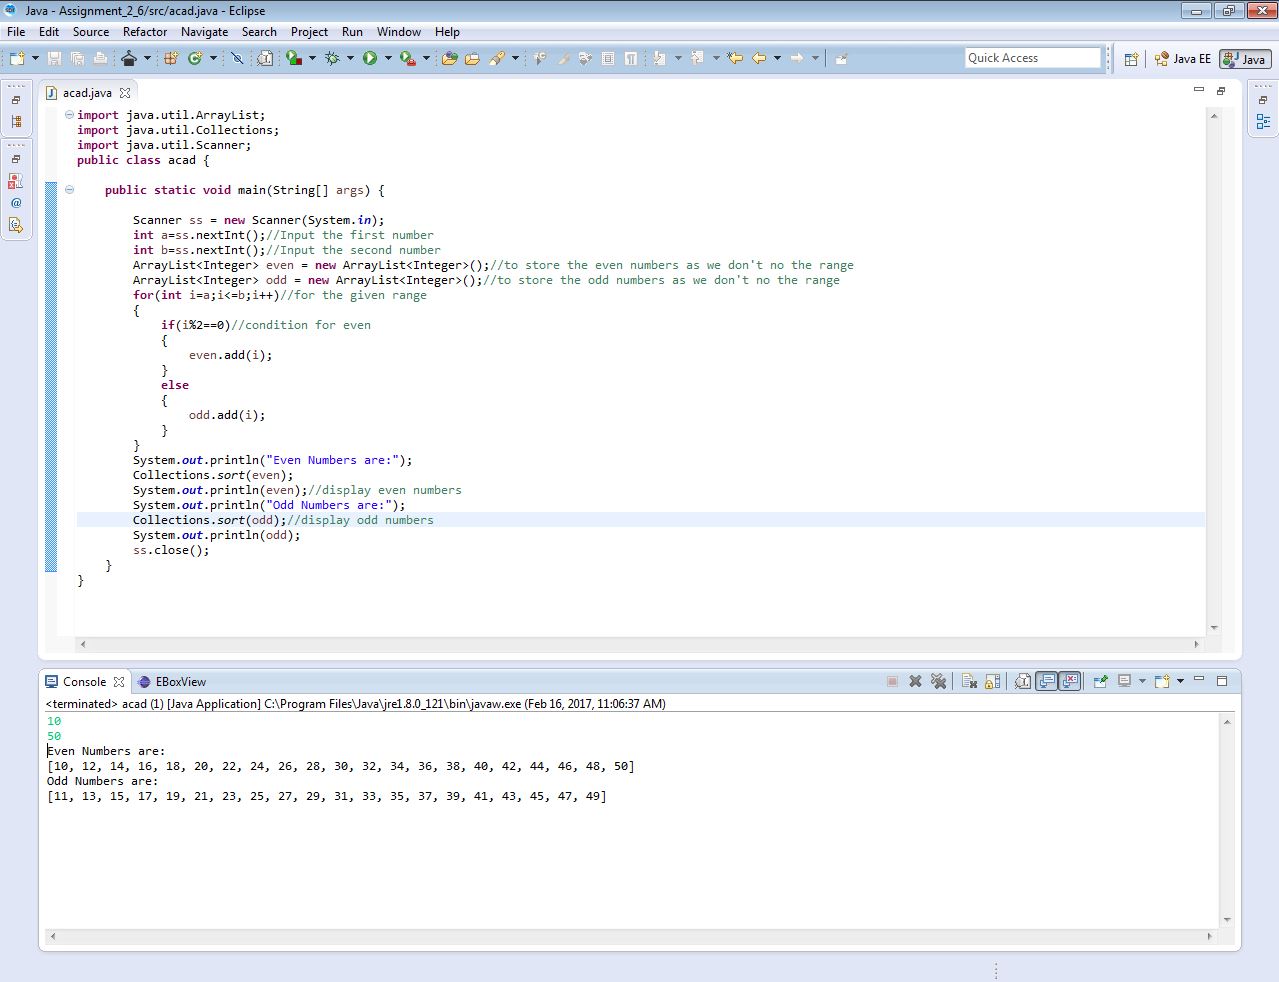 Java - Assignment_2_6/src/acad.java - Eclipse
File Edit Source Refactor Navigate Search Project Run Window Help
Quick Access
Java EE
Java
acad.java
import java.util.ArrayList;
import java.util.Collections;
import java.util.Scanner;
public class acad {
public static void main(String[] args) {
Scanner ss = new Scanner(System.in);
int a=ss.nextInt();//Input the first number
int b=ss.nextInt();//Input the second number
ArrayList<Integer> even = new ArrayList<Integer>();//to store the even numbers as we don't no the range
ArrayList<Integer> odd = new ArrayList<Integer>();//to store the odd numbers as we don't no the range
for(int i=a;i<=b;i++)//for the given range
{
if(i%2==0)//condition for even
{
even.add(i);
}
else
{
odd.add(i);
}
}
System.out.println("Even Numbers are:");
Collections.sort(even);
System.out.println(even);//display even numbers
System.out.println("Odd Numbers are:");
Collections.sort(odd);//display odd numbers
System.out.println(odd);
ss.close();
}
}
Console EBoxView
<terminated> acad (1) [Java Application] C:\Program Files\Java\jre1.8.0_121\bin\javaw.exe (Feb 16, 2017, 11:06:37 AM)
10
50
Even Numbers are:
[10, 12, 14, 16, 18, 20, 22, 24, 26, 28, 30, 32, 34, 36, 38, 40, 42, 44, 46, 48, 50]
Odd Numbers are:
[11, 13, 15, 17, 19, 21, 23, 25, 27, 29, 31, 33, 35, 37, 39, 41, 43, 45, 47, 49]